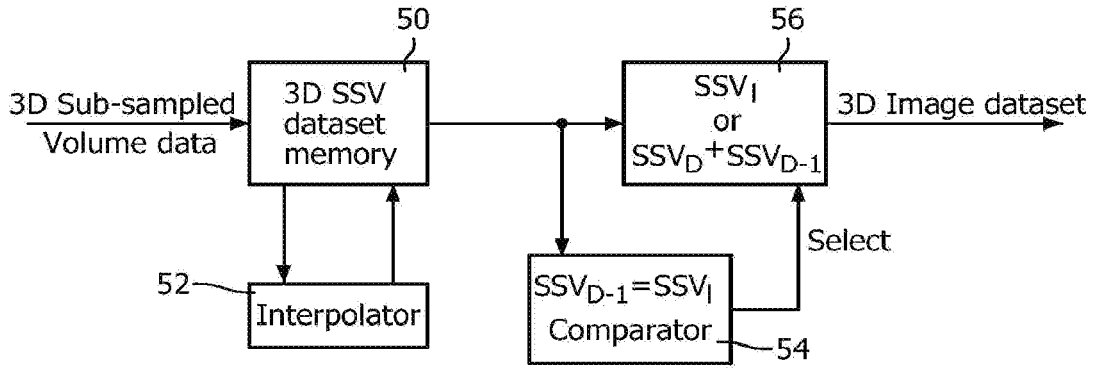 50
56
3D Sub-sampled
Volume data
3D SSV
dataset
memory
SSVI
or
SSVD+SSVD-1
3D Image dataset
Select
52
Interpolator
SSVD-1=SSVI
Comparator
54